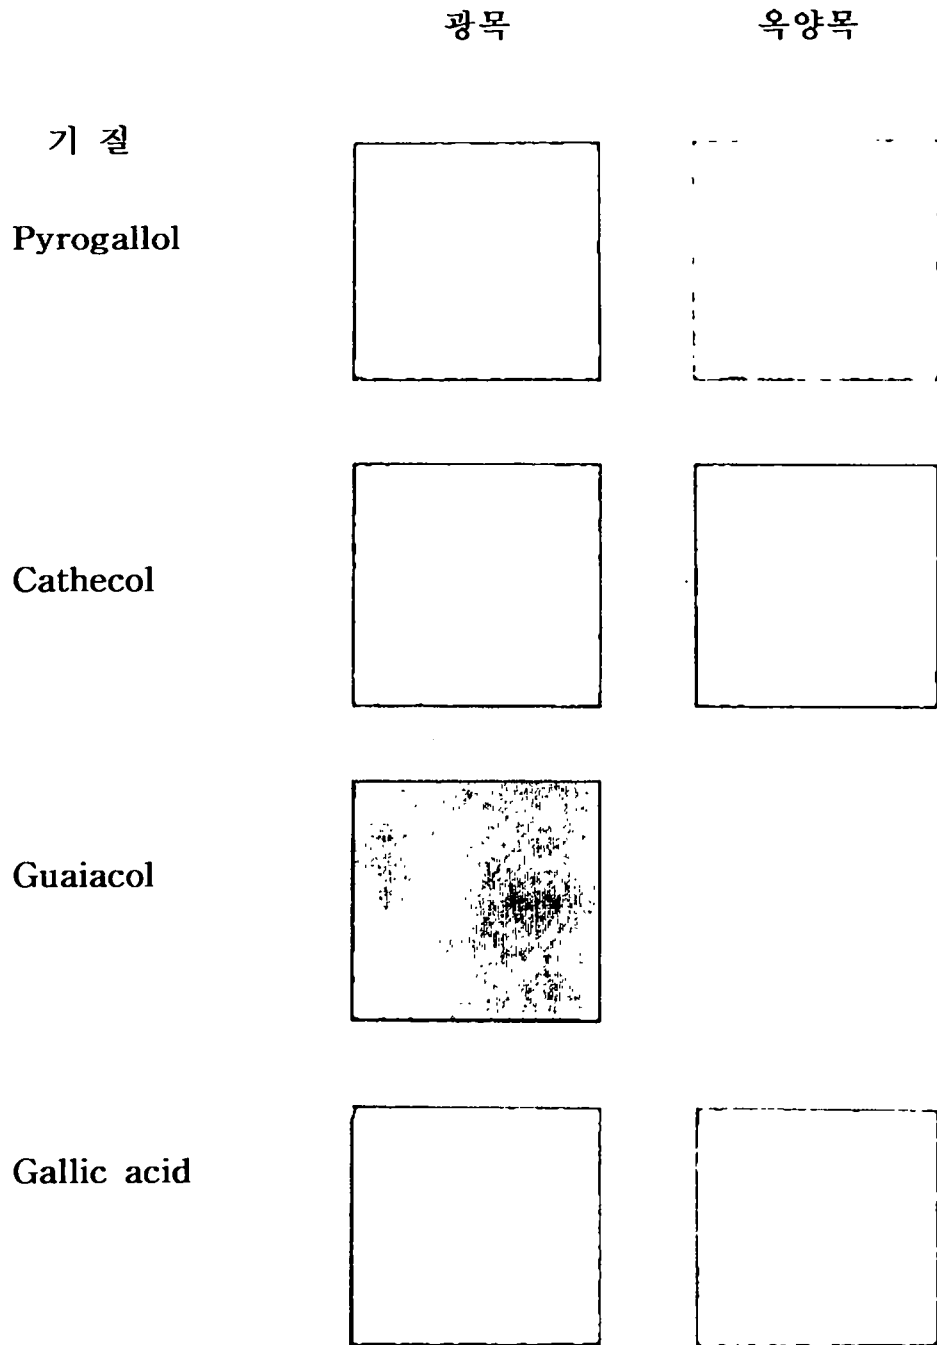 광목 옥양목
기 질
Pyrogallol
Cathecol
Guaiacol
Gallic acid